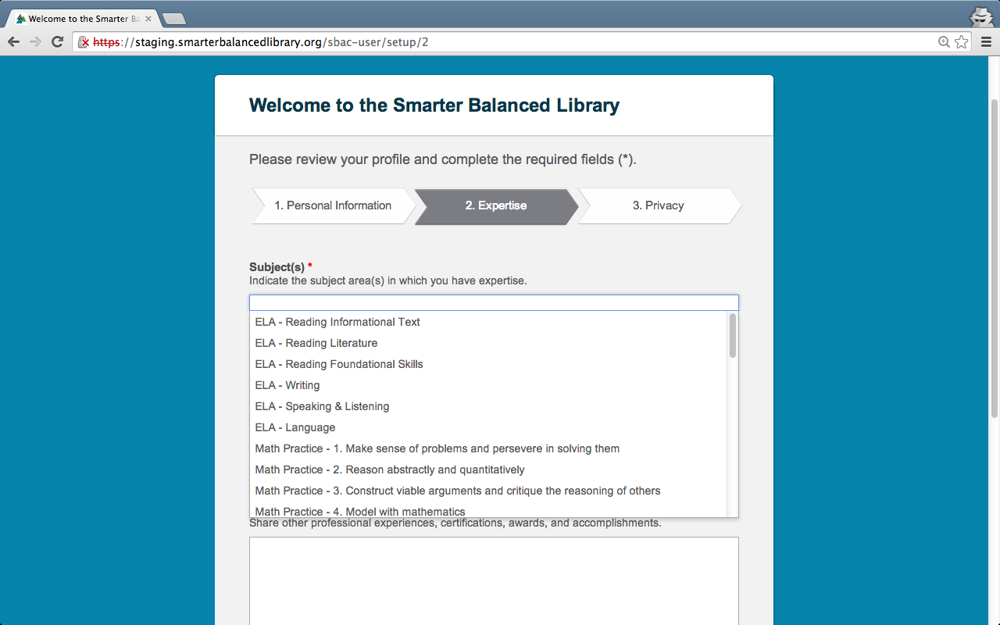 Welcome to the Smarter Ba
https://staging.smarterbalancedlibrary.org/sbac-user/setup/2
Welcome to the Smarter Balanced Library
Please review your profile and complete the required fields (*).
1. Personal Information
2. Expertise
3. Privacy
Subject(s) *
Indicate the subject area(s) in which you have expertise.
ELA - Reading Informational Text
ELA - Reading Literature
ELA - Reading Foundational Skills
ELA - Writing
ELA - Speaking & Listening
ELA - Language
Math Practice - 1. Make sense of problems and persevere in solving them
Math Practice - 2. Reason abstractly and quantitatively
Math Practice - 3. Construct viable arguments and critique the reasoning of others
Math Practice - 4. Model with mathematics
Share other professional experiences, certifications, awards, and accomplishments.